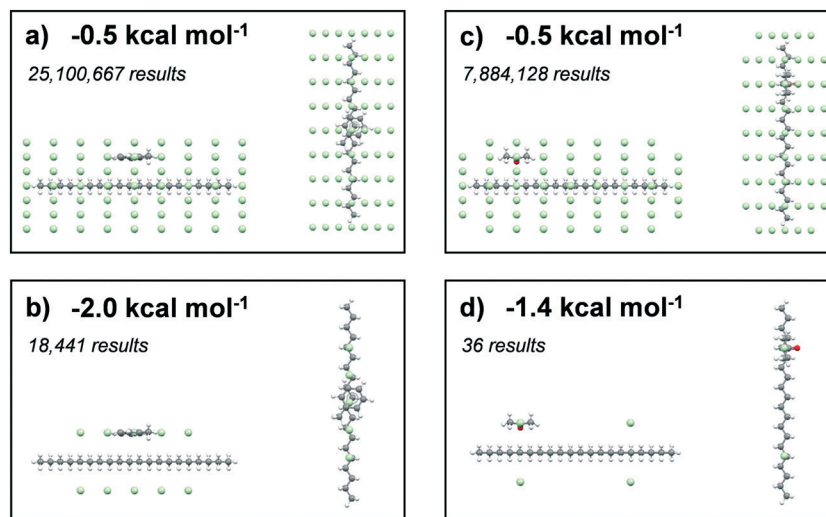 a) -0.5 kcal mol⁻¹
25,100,667 results
c) -0.5 kcal mol⁻¹
7,884,128 results
b) -2.0 kcal mol⁻¹
18,441 results
d) -1.4 kcal mol⁻¹
36 results